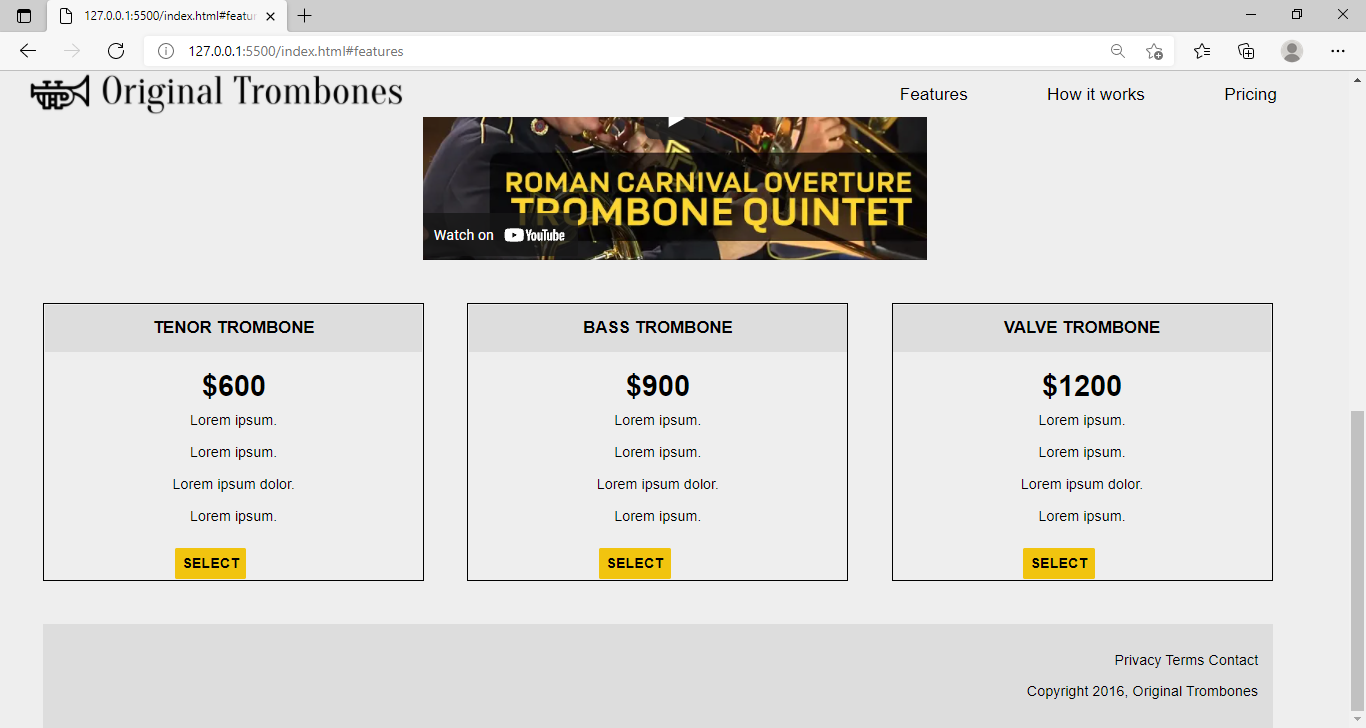 127.0.0.1:5500/index.html#featur
127.0.0.1:5500/index.html#features
Original Trombones
Features
How it works
Pricing
ROMAN CARNIVAL OVERTURE
TROMBONE QUINTET
Watch on YouTube
TENOR TROMBONE
$600
Lorem ipsum.
Lorem ipsum.
Lorem ipsum dolor.
Lorem ipsum.
SELECT
BASS TROMBONE
$900
Lorem ipsum.
Lorem ipsum.
Lorem ipsum dolor.
Lorem ipsum.
SELECT
VALVE TROMBONE
$1200
Lorem ipsum.
Lorem ipsum.
Lorem ipsum dolor.
Lorem ipsum.
SELECT
Privacy Terms Contact
Copyright 2016, Original Trombones